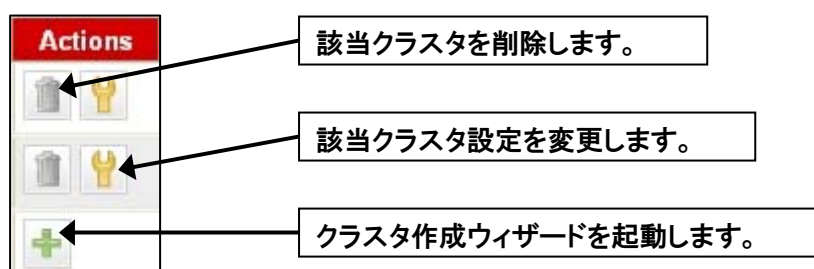 Actions
該当クラスタを削除します。
該当クラスタ設定を変更します。
クラスタ作成ウィザードを起動します。